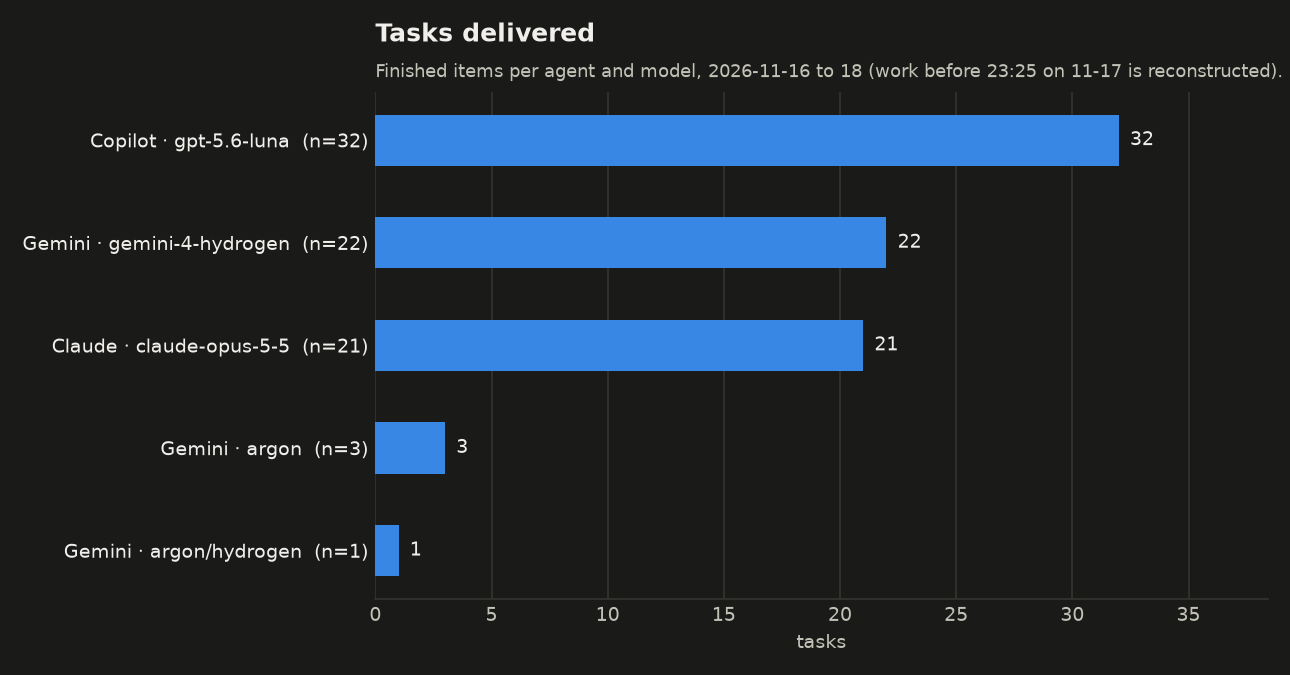 Tasks delivered
Finished items per agent and model, 2026-11-16 to 18 (work before 23:25 on 11-17 is reconstructed).
Copilot · gpt-5.6-luna (n=32)
32
Gemini · gemini-4-hydrogen (n=22)
22
Claude · claude-opus-5-5 (n=21)
21
Gemini · argon (n=3)
3
Gemini · argon/hydrogen (n=1)
1
0 5 10 15 20 25 30 35
tasks